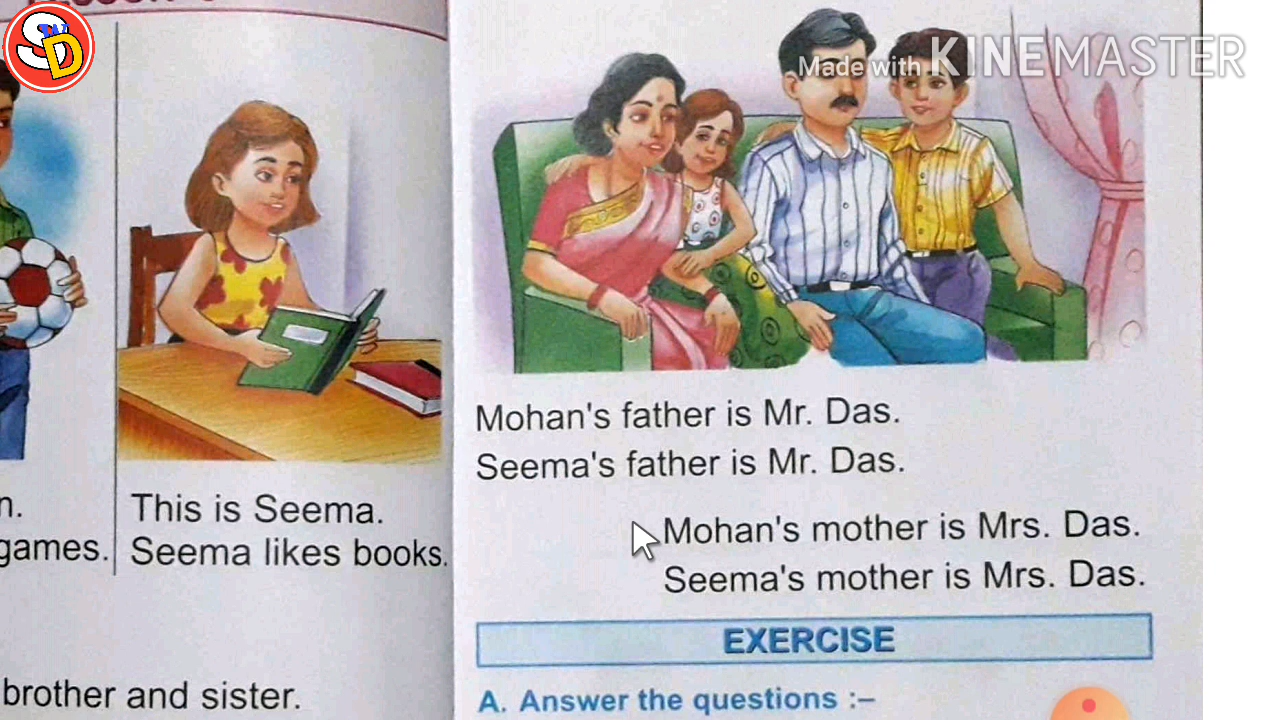 SD
Made with KINEMASTER
n.
games.
This is Seema.
Seema likes books.
brother and sister.
Mohan's father is Mr. Das.
Seema's father is Mr. Das.
Mohan's mother is Mrs. Das.
Seema's mother is Mrs. Das.
EXERCISE
A. Answer the questions :–